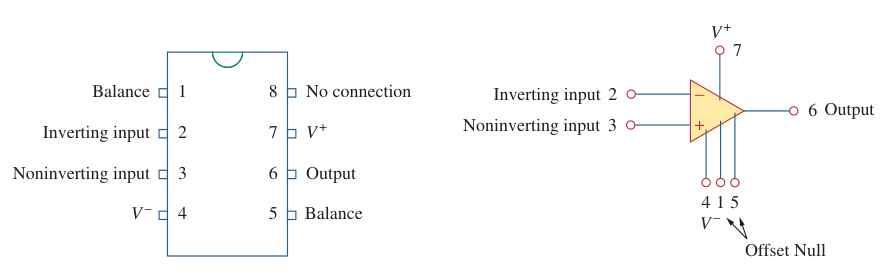 Balance 1 8 No connection
Inverting input 2 7 V⁺
Noninverting input 3 6 Output
V⁻ 4 5 Balance
V⁺
7
Inverting input 2 −
Noninverting input 3 +
6 Output
4 1 5
V⁻
Offset Null